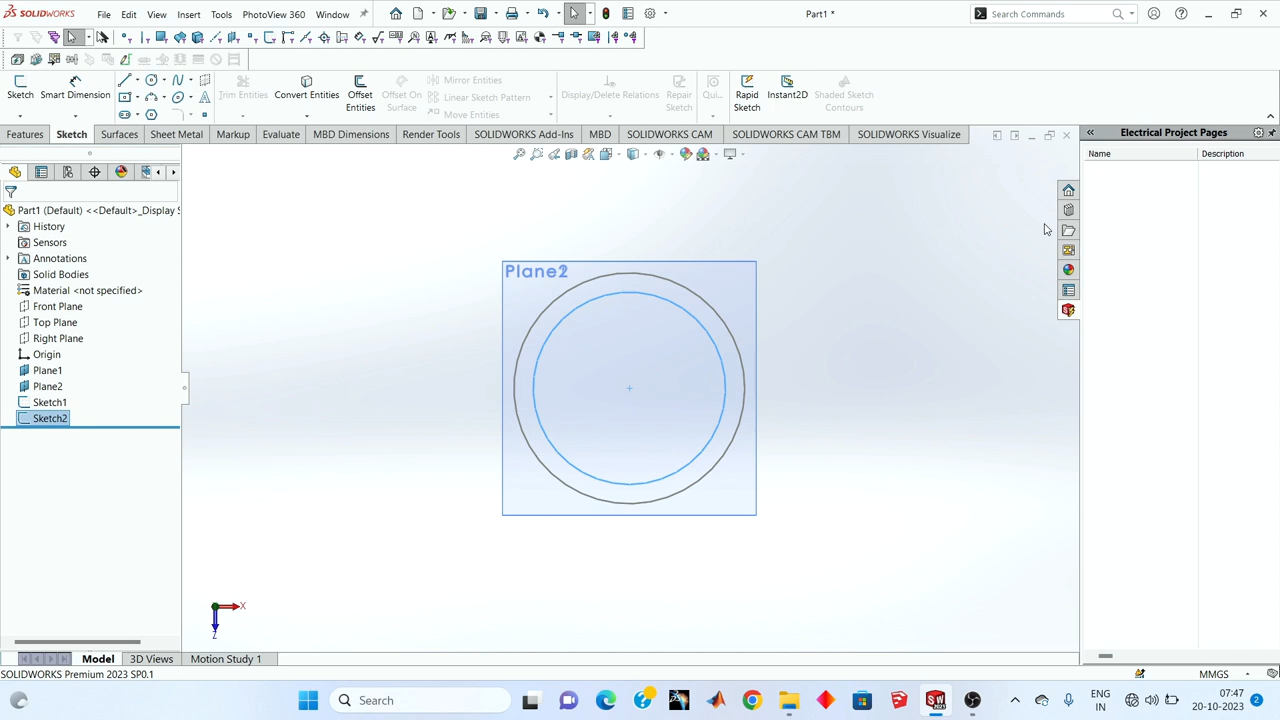 SOLIDWORKS File Edit View Insert Tools PhotoView 360 Window Part1 * Search Commands
Sketch Smart Dimension Trim Entities Convert Entities Offset Entities Offset On Surface Mirror Entities Linear Sketch Pattern Move Entities Display/Delete Relations Repair Sketch Qui... Rapid Sketch Instant2D Shaded Sketch Contours
Features Sketch Surfaces Sheet Metal Markup Evaluate MBD Dimensions Render Tools SOLIDWORKS Add-Ins MBD SOLIDWORKS CAM SOLIDWORKS CAM TBM SOLIDWORKS Visualize Electrical Project Pages
Name Description
Part1 (Default) <<Default>_Display S
History
Sensors
Annotations
Solid Bodies
Material <not specified>
Front Plane
Top Plane
Right Plane
Origin
Plane1
Plane2
Sketch1
Sketch2
Plane2
X
Z
Model 3D Views Motion Study 1
SOLIDWORKS Premium 2023 SP0.1 MMGS
Search ENG IN 07:47 20-10-2023 2